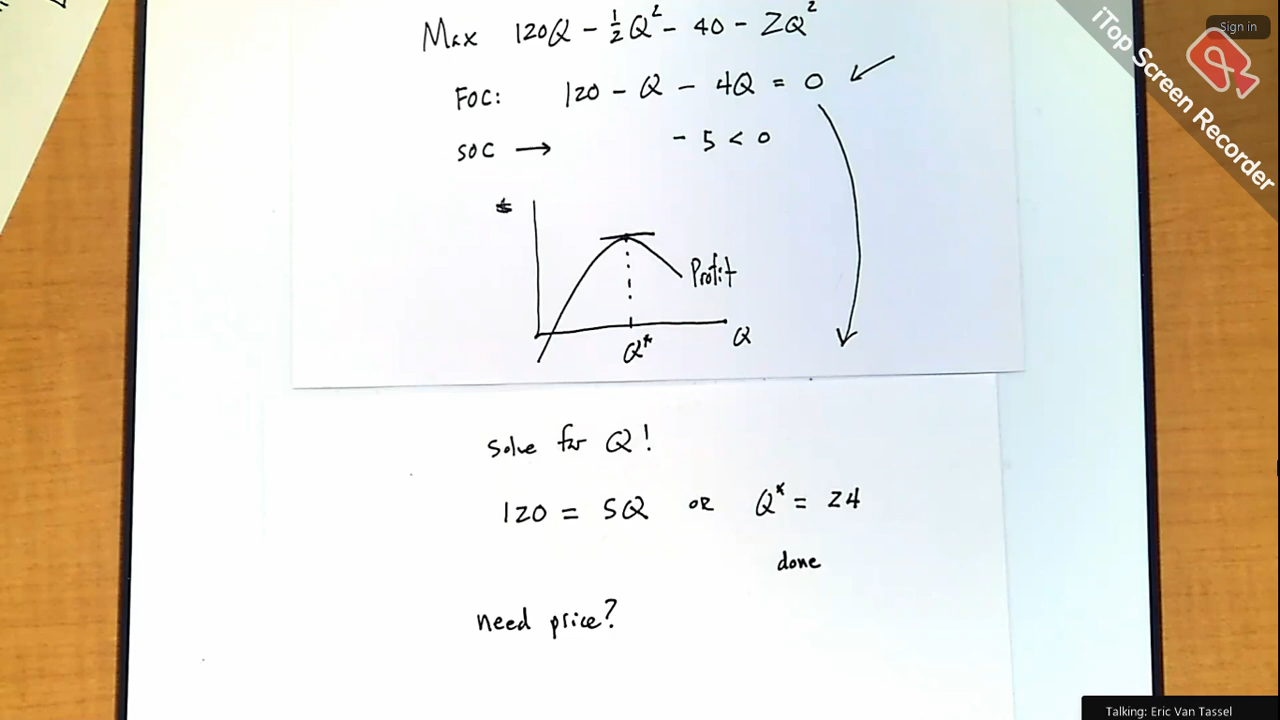 Max 120Q - ½Q² - 40 - 2Q²
Sign in
iTop Screen Recorder
FOC: 120 - Q - 4Q = 0
SOC → - 5 < 0
$
Profit
Q
Q*
Solve for Q!
120 = 5Q OR Q* = 24
done
need price?
Talking: Eric Van Tassel